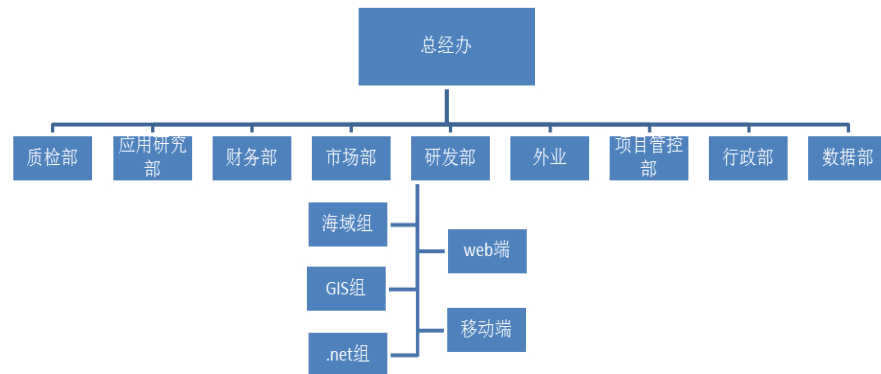 总经办
质检部
应用研究
部
财务部
市场部
研发部
外业
项目管控
部
行政部
数据部
海域组
web端
GIS组
移动端
.net组